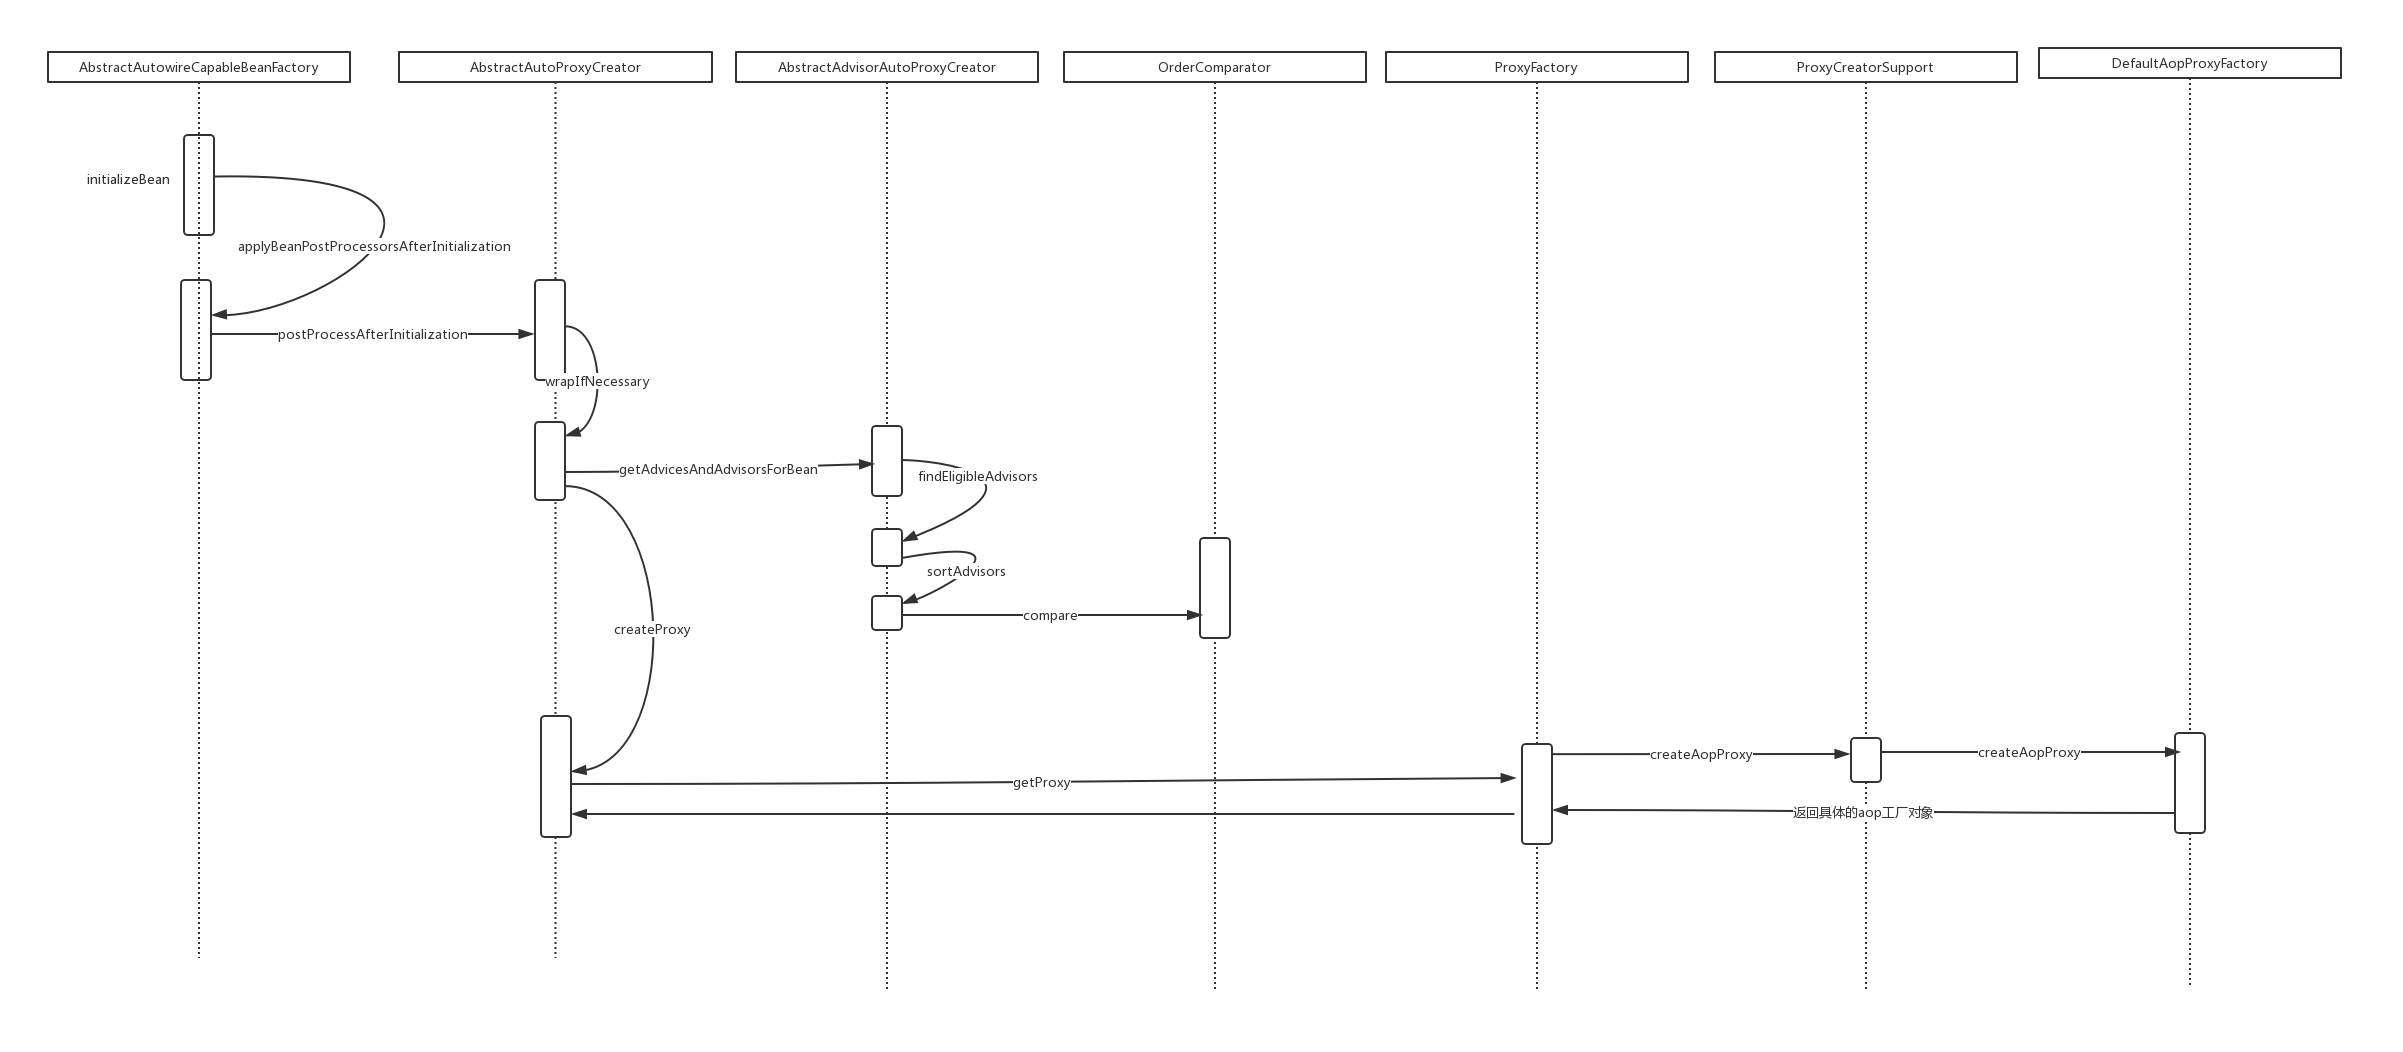 AbstractAutowireCapableBeanFactory
AbstractAutoProxyCreator
AbstractAdvisorAutoProxyCreator
OrderComparator
ProxyFactory
ProxyCreatorSupport
DefaultAopProxyFactory
initializeBean
applyBeanPostProcessorsAfterInitialization
postProcessAfterInitialization
wrapIfNecessary
getAdvicesAndAdvisorsForBean
findEligibleAdvisors
sortAdvisors
compare
createProxy
createAopProxy
createAopProxy
getProxy
返回具体的aop工厂对象